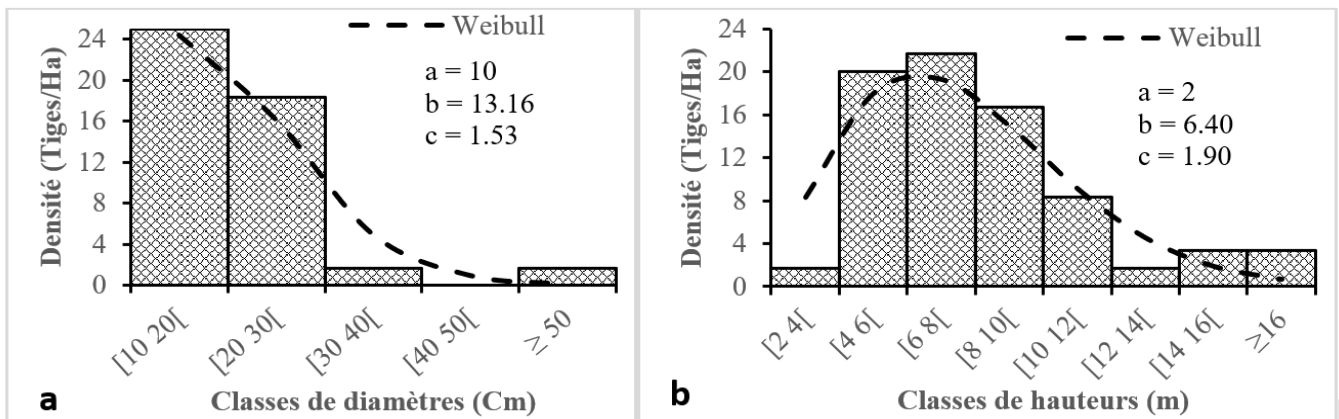 Densité (Tiges/Ha)
24
20
16
12
8
4
0
Weibull
a = 10
b = 13.16
c = 1.53
[10 20[
[20 30[
[30 40[
[40 50[
≥ 50
Classes de diamètres (Cm)
a
Densité (Tiges/Ha)
24
20
16
12
8
4
0
Weibull
a = 2
b = 6.40
c = 1.90
[2 4[
[4 6[
[6 8[
[8 10[
[10 12[
[12 14[
[14 16[
≥16
Classes de hauteurs (m)
b